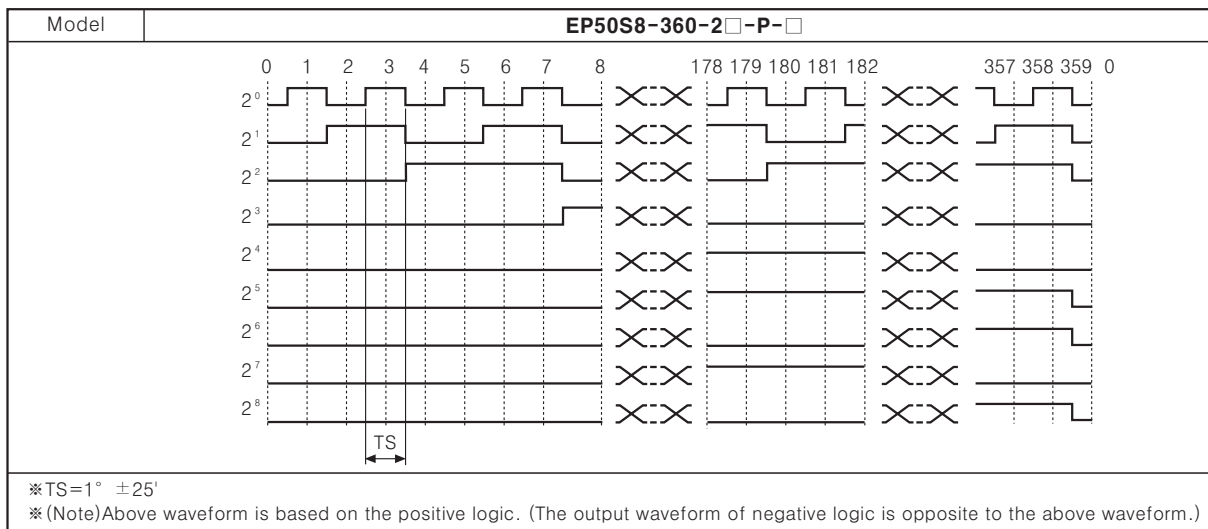 Model EP50S8-360-2□-P-□
0 1 2 3 4 5 6 7 8 178 179 180 181 182 357 358 359 0
2⁰
2¹
2²
2³
2⁴
2⁵
2⁶
2⁷
2⁸
TS
※TS=1° ±25'
※(Note)Above waveform is based on the positive logic. (The output waveform of negative logic is opposite to the above waveform.)